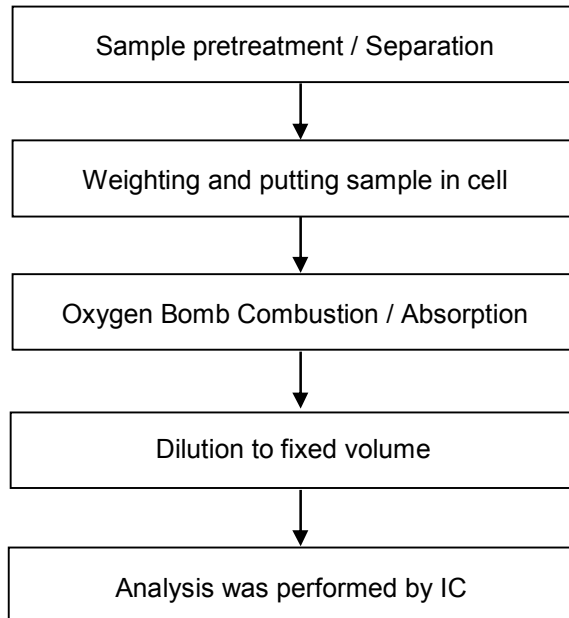 Sample pretreatment / Separation
Weighting and putting sample in cell
Oxygen Bomb Combustion / Absorption
Dilution to fixed volume
Analysis was performed by IC